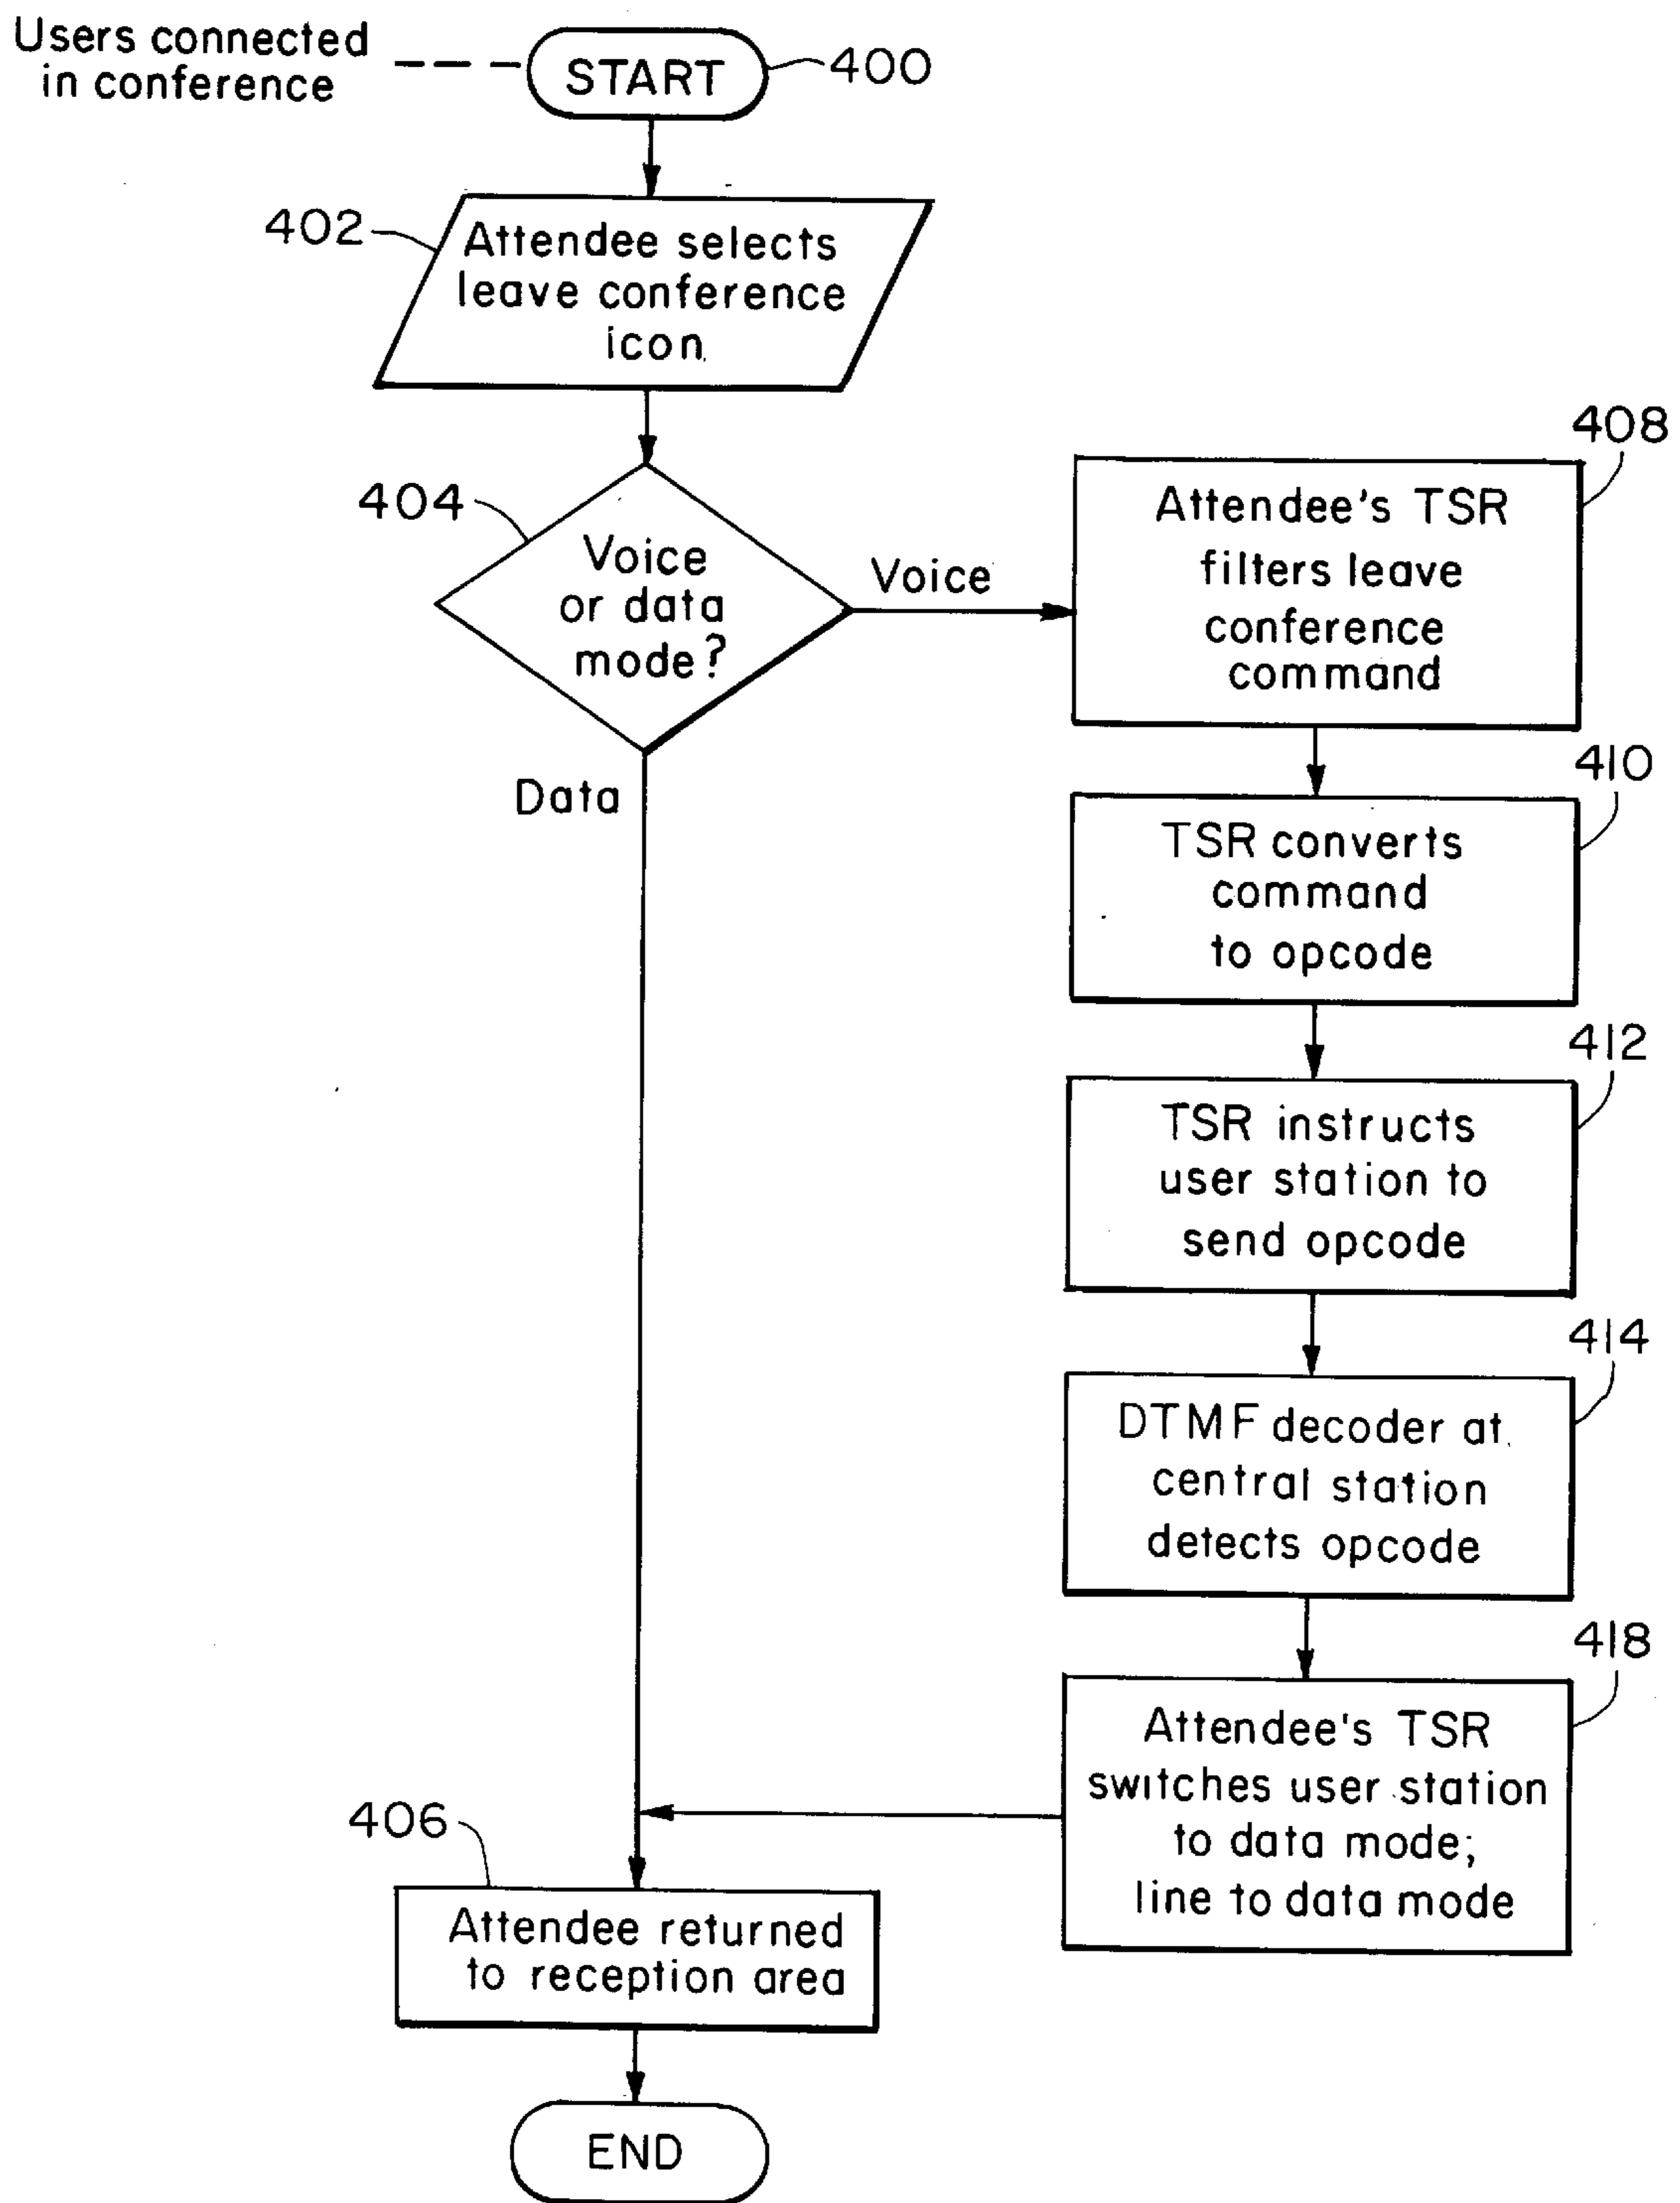 Users connected
in conference
START
400
402
Attendee selects
leave conference
icon
404
Voice
or data
mode?
Voice
Data
408
Attendee's TSR
filters leave
conference
command
410
TSR converts
command
to opcode
412
TSR instructs
user station to
send opcode
414
DTMF decoder at
central station
detects opcode
418
Attendee's TSR
switches user station
to data mode;
line to data mode
406
Attendee returned
to reception area
END